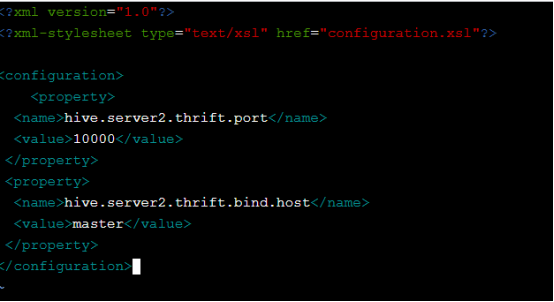 <?xml version="1.0"?>
<?xml-stylesheet type="text/xsl" href="configuration.xsl"?>
<configuration>
<property>
<name>hive.server2.thrift.port</name>
<value>10000</value>
</property>
<property>
<name>hive.server2.thrift.bind.host</name>
<value>master</value>
</property>
</configuration>
~